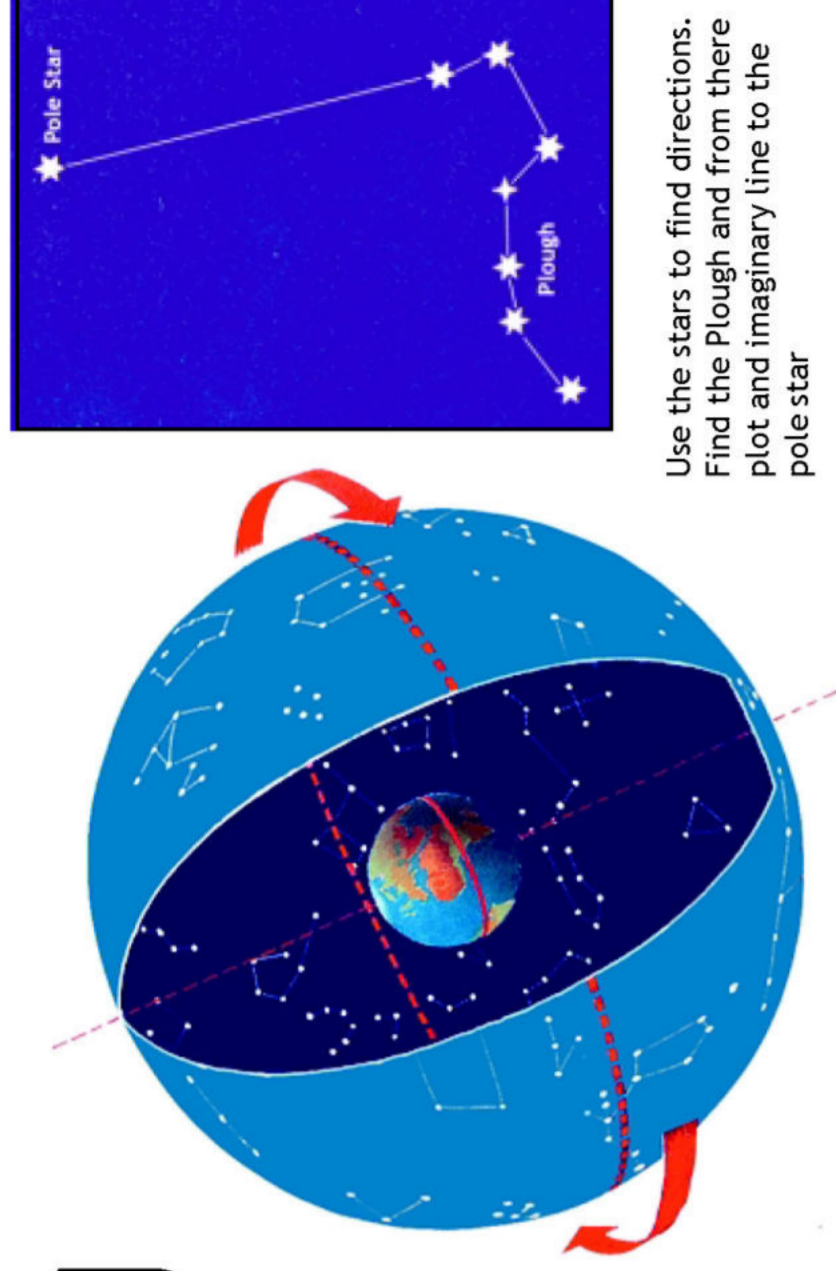 Pole Star
Plough
Use the stars to find directions.
Find the Plough and from there
plot and imaginary line to the
pole star